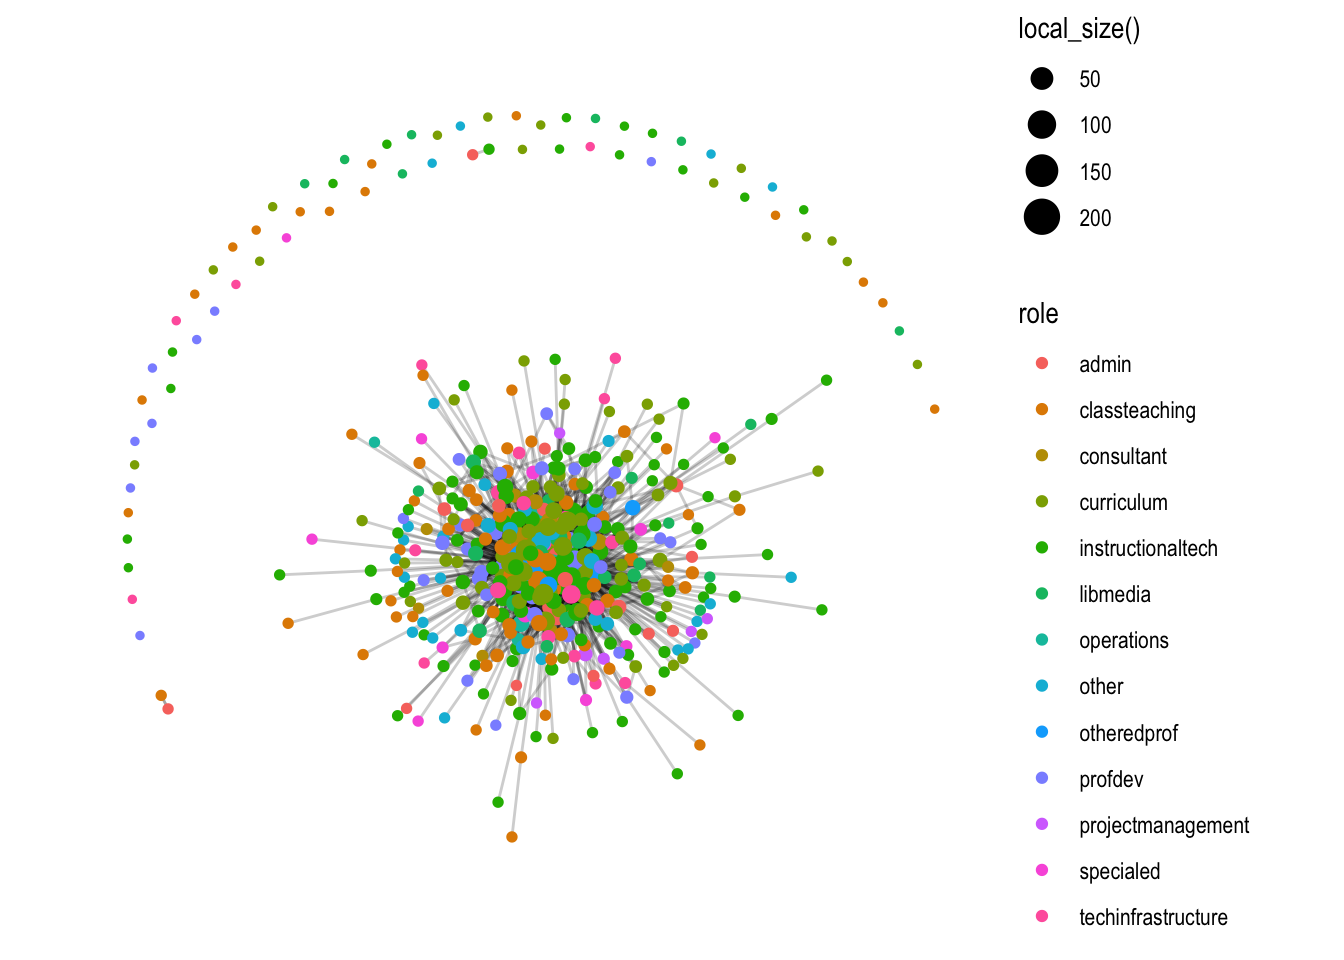 local_size()
50
100
150
200
role
admin
classteaching
consultant
curriculum
instructionaltech
libmedia
operations
other
otheredprof
profdev
projectmanagement
specialed
techinfrastructure